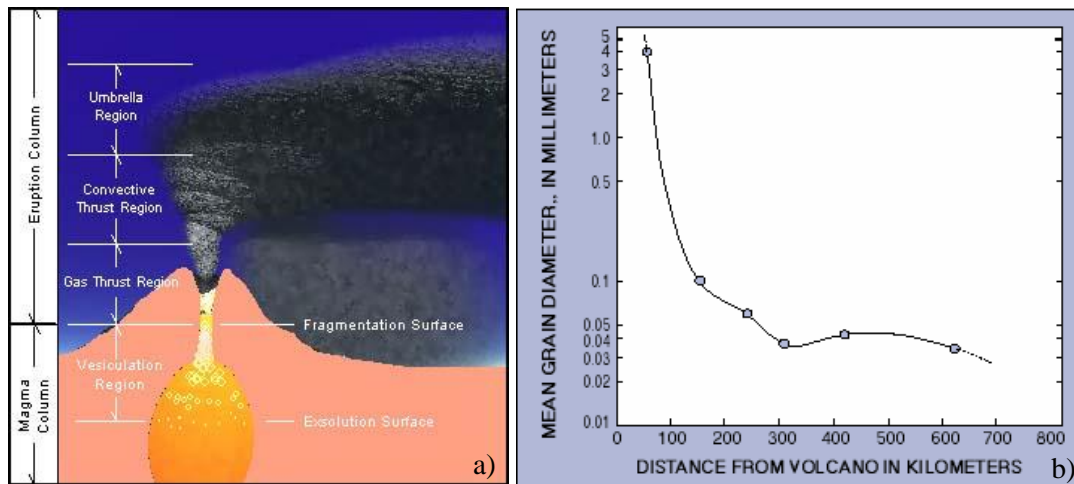 Eruption Column
Magma
Column
Umbrella
Region
Convective
Thrust Region
Gas Thrust Region
Vesiculation
Region
Fragmentation Surface
Exsolution Surface
a)
MEAN GRAIN DIAMETER,, IN MILLIMETERS
5
4
3
2
1.0
0.5
0.1
0.05
0.04
0.03
0.02
0.01
0 100 200 300 400 500 600 700 800
DISTANCE FROM VOLCANO IN KILOMETERS
b)